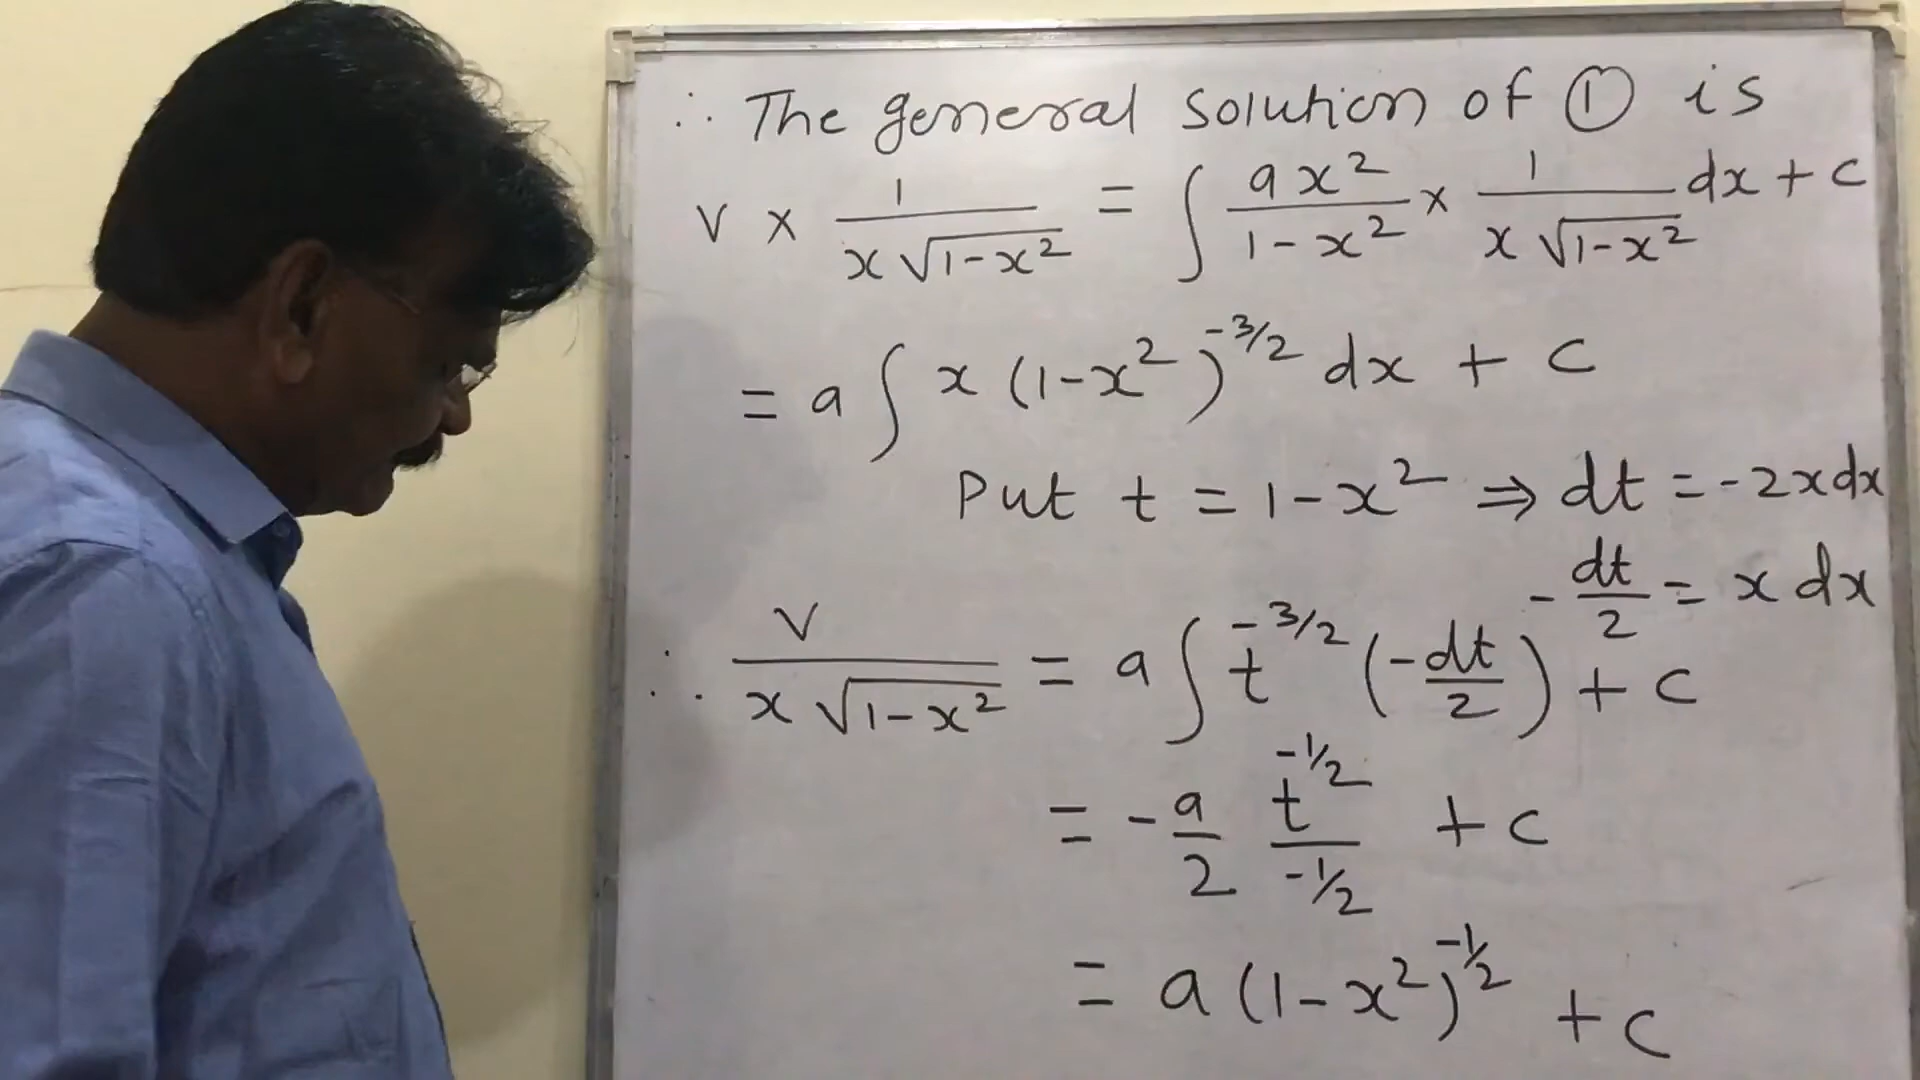 ∴ The general solution of ① is
v × 1/(x√(1-x²)) = ∫ ax²/(1-x²) × 1/(x√(1-x²)) dx + c
= a ∫ x (1-x²)^(-3/2) dx + c
Put t = 1-x² ⇒ dt = -2xdx
-dt/2 = x dx
∴ v/(x√(1-x²)) = a ∫ t^(-3/2) (-dt/2) + c
= -a/2 t^(-1/2)/(-1/2) + c
= a (1-x²)^(-1/2) + c